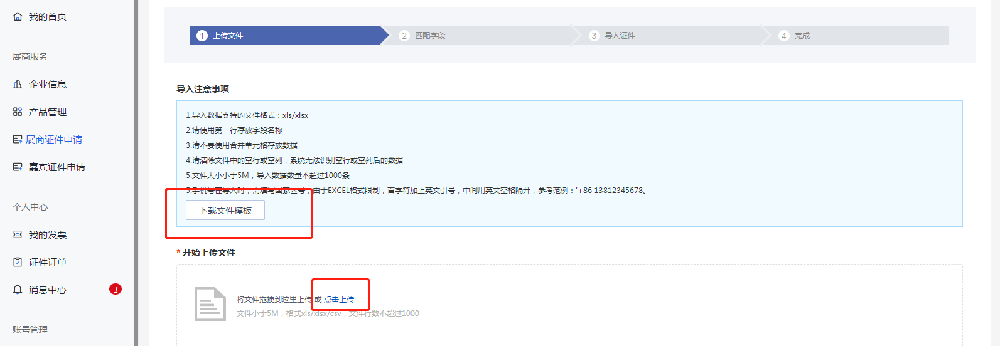 我的首页
展商服务
企业信息
产品管理
展商证件申请
嘉宾证件申请
个人中心
我的发票
证件订单
消息中心 1
账号管理
1 上传文件
2 匹配字段
3 导入证件
4 完成
导入注意事项
1.导入数据支持的文件格式：xls/xlsx
2.请使用第一行存放字段名称
3.请不要使用合并单元格存放数据
4.请清除文件中的空行或空列，系统无法识别空行或空列后的数据
5.文件大小小于5M，导入数据数量不超过1000条
5.手机号在导入时，需填写国家区号，由于EXCEL格式限制，首字符加上英文引号，中间用英文空格隔开，参考范例：'+86 13812345678。
下载文件模板
* 开始上传文件
将文件拖拽到这里上传 或 点击上传
文件小于5M，格式xls/xlsx/csv，文件行数不超过1000